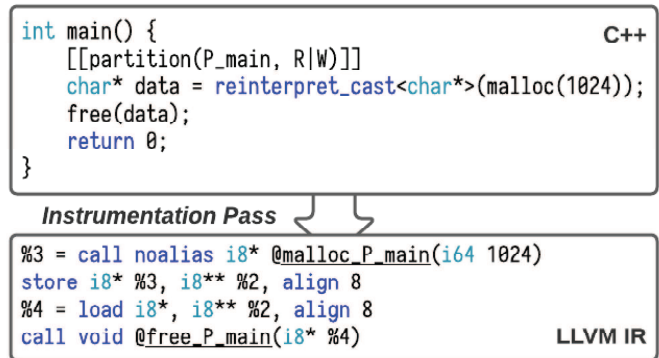 int main() { C++
    [[partition(P_main, R|W)]]
    char* data = reinterpret_cast<char*>(malloc(1024));
    free(data);
    return 0;
}
Instrumentation Pass
%3 = call noalias i8* @malloc_P_main(i64 1024)
store i8* %3, i8** %2, align 8
%4 = load i8*, i8** %2, align 8
call void @free_P_main(i8* %4) LLVM IR